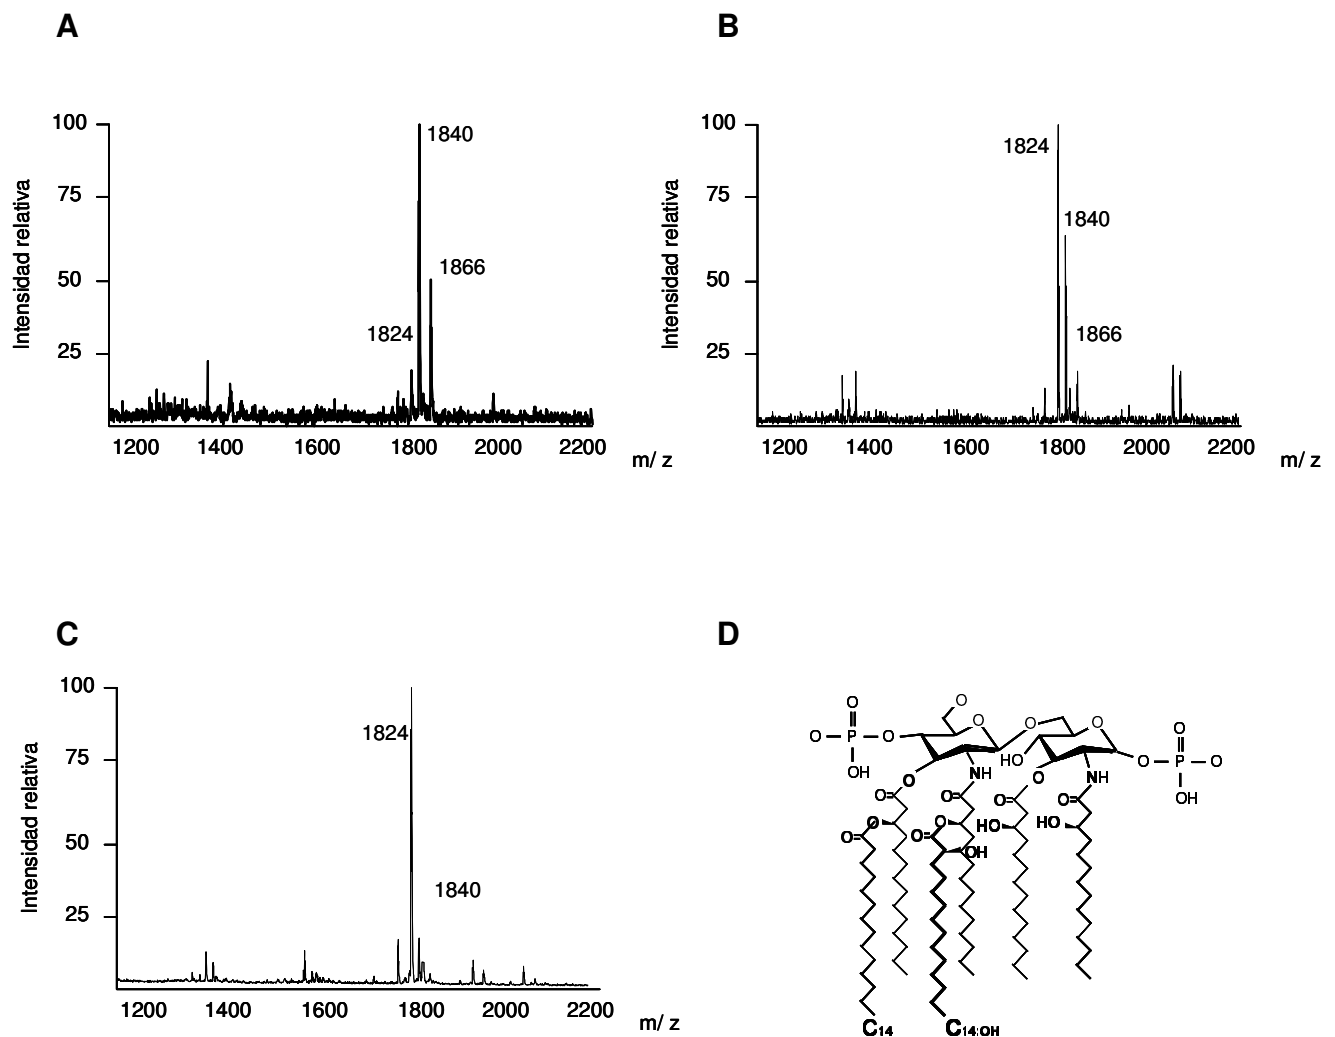 A
B
100
1840
75
1866
50
1824
25
Intensidad relativa
1200 1400 1600 1800 2000 2200
m/ z
100
1824
75
1840
50
1866
25
Intensidad relativa
1200 1400 1600 1800 2000 2200
m/ z
C
D
100
1824
75
50
1840
25
Intensidad relativa
1200 1400 1600 1800 2000 2200
m/ z
O
O
O
O
O
O P O
O
HO
O P O
OH
O
NH
O
NH
OH
O=
O
O=
O
O
O
O=
O=
HO
HO
OH
C14
C14:OH